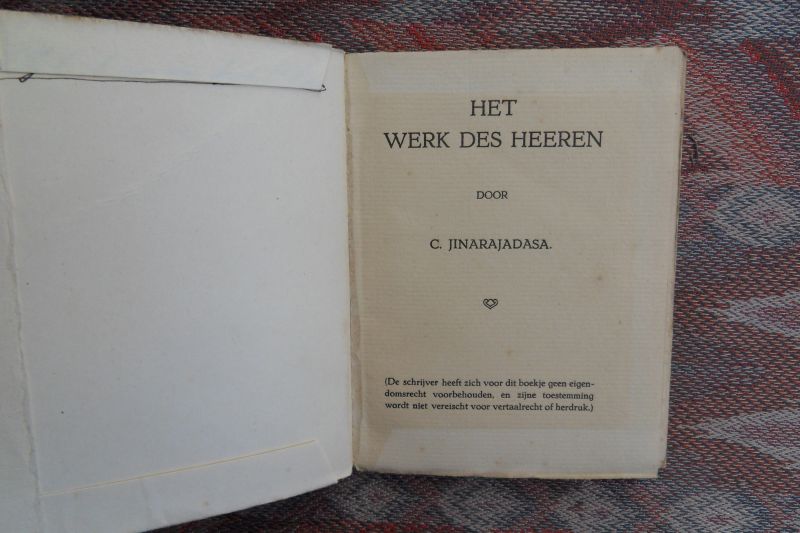 HET
WERK DES HEEREN
DOOR
C. JINARAJADASA.
(De schrijver heeft zich voor dit boekje geen eigen-
domsrecht voorbehouden, en zijne toestemming
wordt niet vereischt voor vertaalrecht of herdruk.)